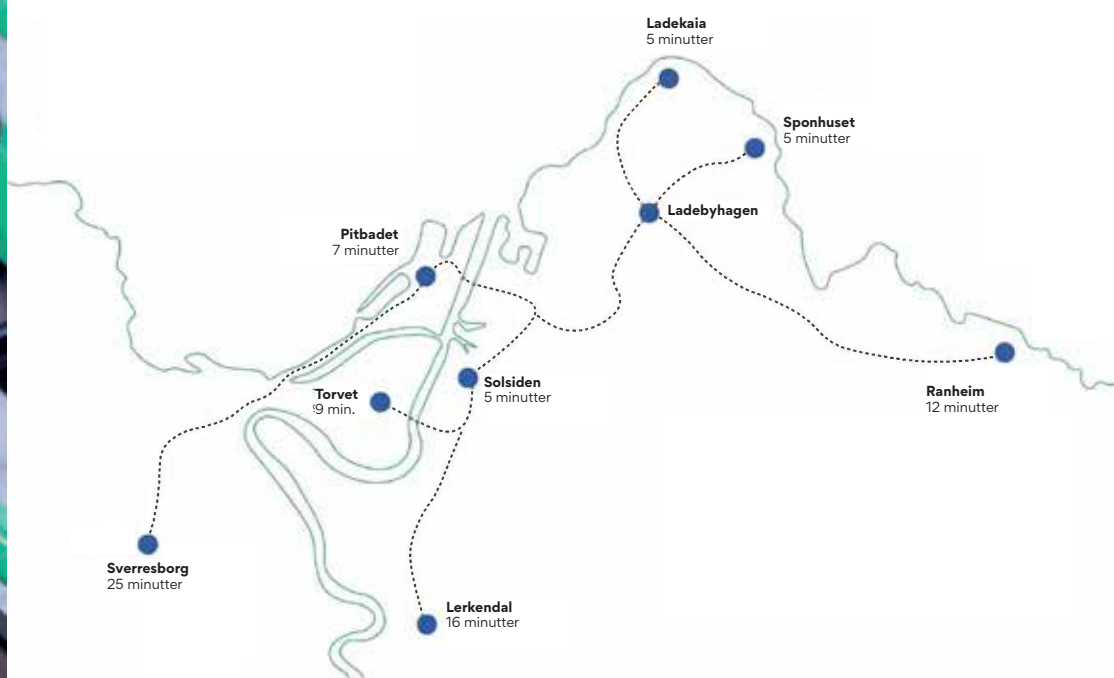 Ladekaia
5 minutter
Sponhuset
5 minutter
Ladebyhagen
Pitbadet
7 minutter
Solsiden
5 minutter
Torvet
9 min.
Ranheim
12 minutter
Sverresborg
25 minutter
Lerkendal
16 minutter